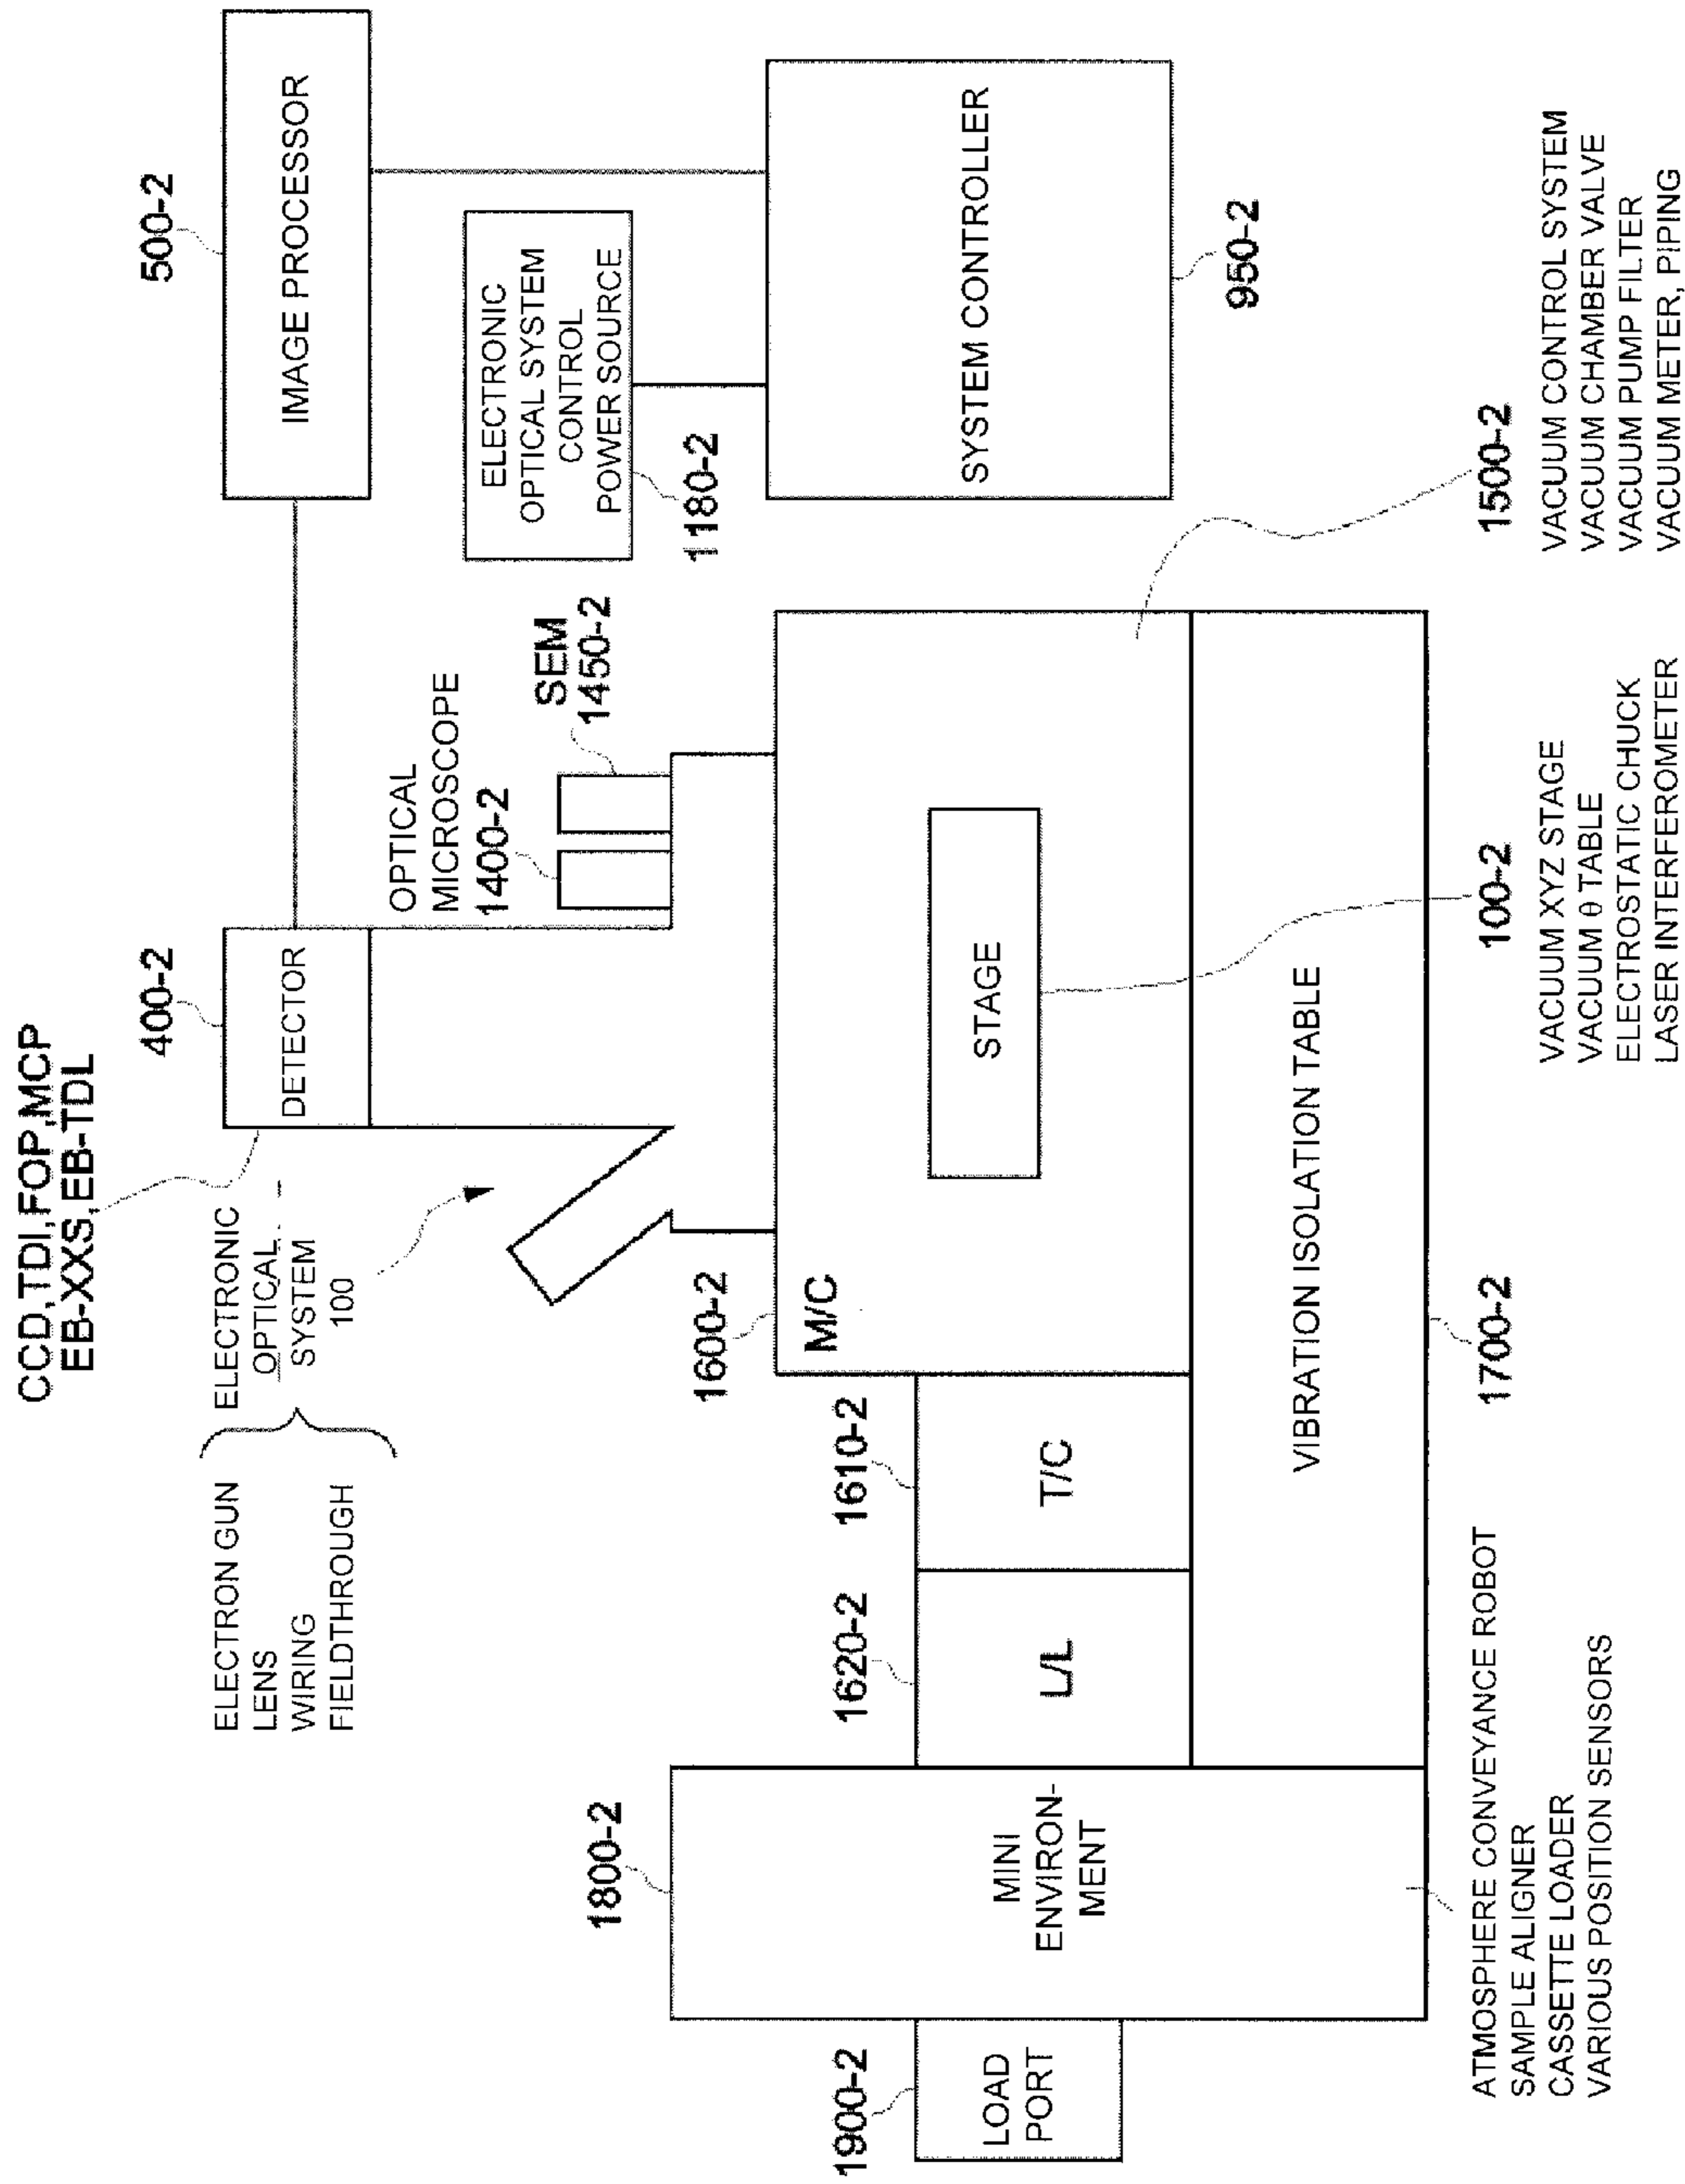 CCD,TDI,FOP,MCP
EB-XXS,EB-TDL
ELECTRON GUN
LENS
WIRING
FIELDTHROUGH
ELECTRONIC
OPTICAL
SYSTEM
100
400-2
DETECTOR
500-2
IMAGE PROCESSOR
OPTICAL
MICROSCOPE
1400-2
SEM
1450-2
ELECTRONIC
OPTICAL SYSTEM
CONTROL
POWER SOURCE
1180-2
SYSTEM CONTROLLER
950-2
1900-2
LOAD
PORT
1800-2
MINI
ENVIRON-
MENT
1620-2
L/L
1610-2
T/C
1600-2
M/C
STAGE
VIBRATION ISOLATION TABLE
ATMOSPHERE CONVEYANCE ROBOT
SAMPLE ALIGNER
CASSETTE LOADER
VARIOUS POSITION SENSORS
1700-2
100-2
VACUUM XYZ STAGE
VACUUM θ TABLE
ELECTROSTATIC CHUCK
LASER INTERFEROMETER
1500-2
VACUUM CONTROL SYSTEM
VACUUM CHAMBER VALVE
VACUUM PUMP FILTER
VACUUM METER, PIPING